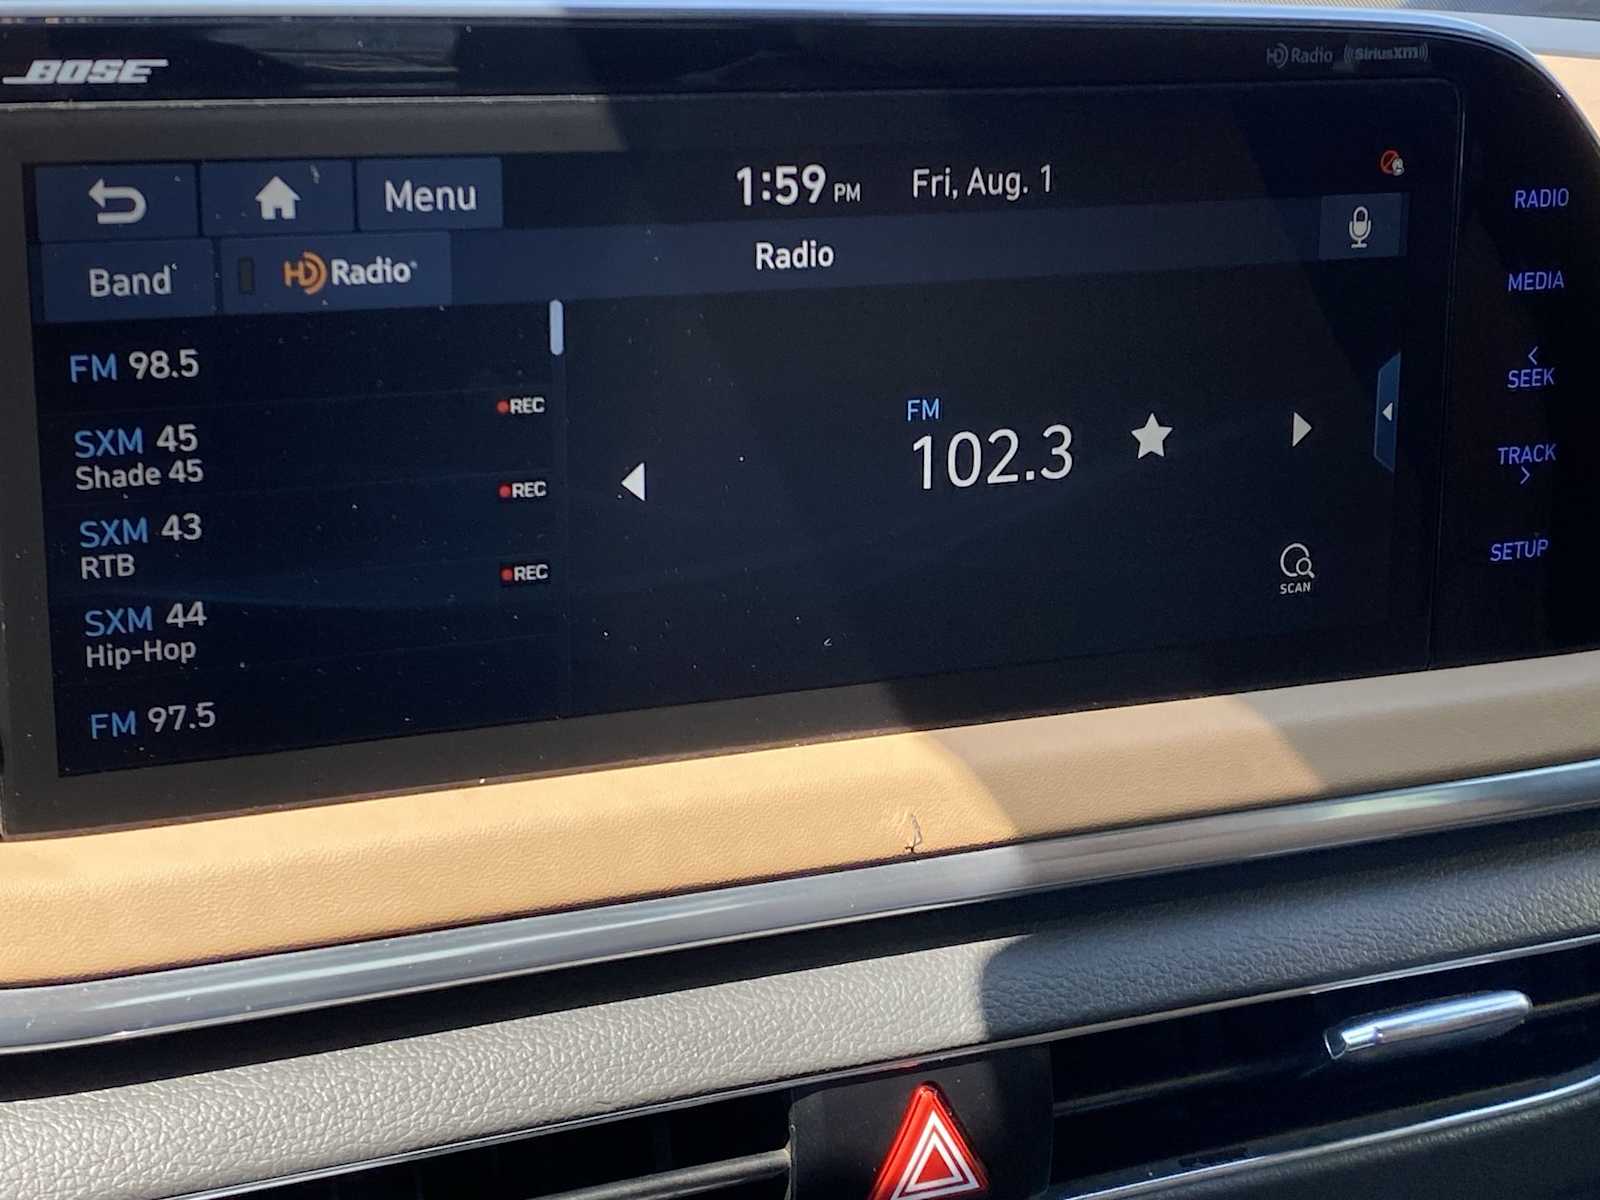 BOSE
HD Radio SiriusXM
Menu
1:59 PM Fri, Aug. 1
Band
HD Radio
Radio
FM 98.5
REC
SXM 45
Shade 45
REC
SXM 43
RTB
REC
SXM 44
Hip-Hop
FM 97.5
FM
102.3
SCAN
RADIO
MEDIA
< SEEK
TRACK >
SETUP